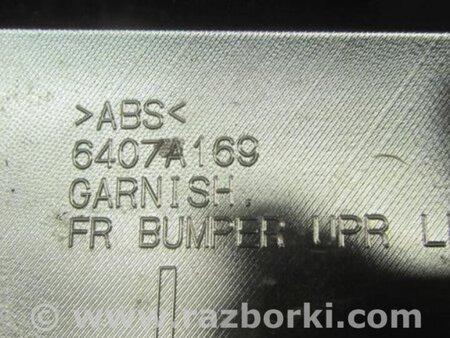 >ABS<
6407A169
GARNISH,
FR BUMPER UPR
© www.razborki.com